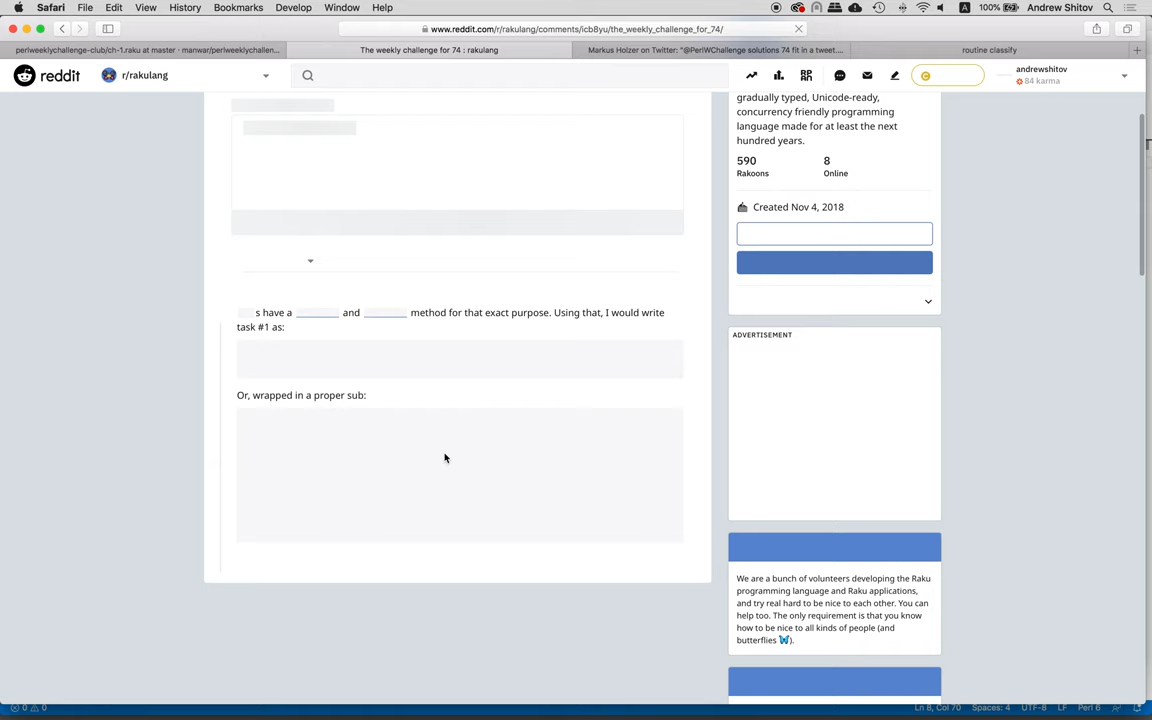 Safari File Edit View History Bookmarks Develop Window Help
A 100% Andrew Shitov
www.reddit.com/r/rakulang/comments/icb8yu/the_weekly_challenge_for_74/
periweeklychallenge-club/ch-1.raku at master · manwar/periweeklychallen...
The weekly challenge for 74 : rakulang
Markus Holzer on Twitter: "@PerlWChallenge solutions 74 fit in a tweet....
routine classify
reddit r/rakulang
andrewshitov
84 karma
gradually typed, Unicode-ready,
concurrency friendly programming
language made for at least the next
hundred years.
590 8
Rakoons Online
Created Nov 4, 2018
s have a and method for that exact purpose. Using that, I would write
task #1 as:
Or, wrapped in a proper sub:
ADVERTISEMENT
We are a bunch of volunteers developing the Raku
programming language and Raku applications,
and try real hard to be nice to each other. You can
help too. The only requirement is that you know
how to be nice to all kinds of people (and
butterflies 🦋).
0 0 Ln 8, Col 70 Spaces: 4 UTF-8 LF Perl 6